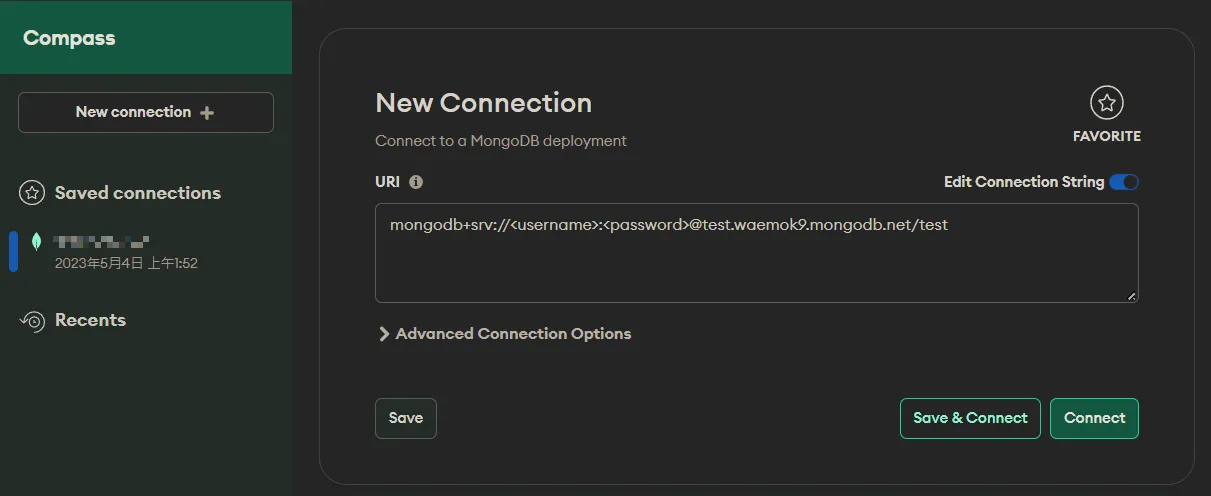 Compass
New connection
Saved connections
2023年5月4日 上午1:52
Recents
New Connection
Connect to a MongoDB deployment
FAVORITE
URI
Edit Connection String
mongodb+srv://<username>:<password>@test.waemok9.mongodb.net/test
Advanced Connection Options
Save
Save & Connect
Connect